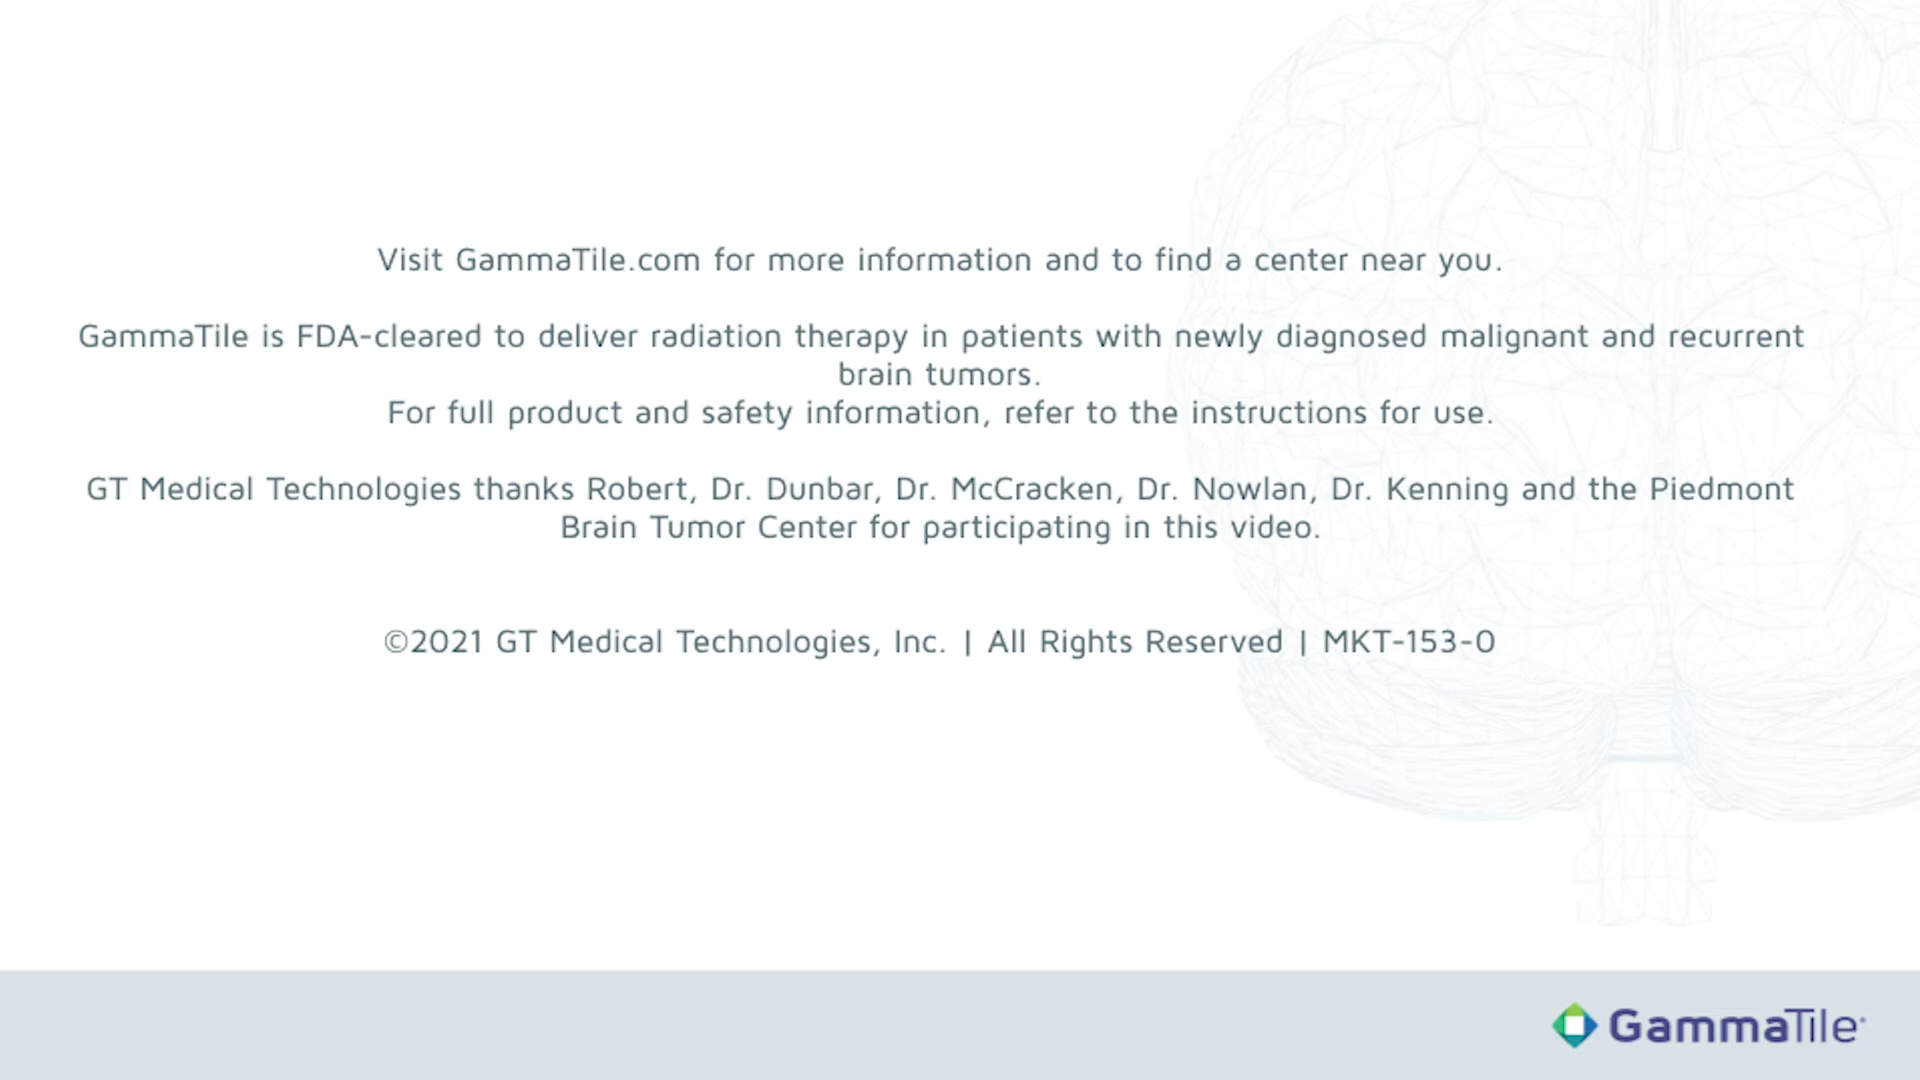 Visit GammaTile.com for more information and to find a center near you.
GammaTile is FDA-cleared to deliver radiation therapy in patients with newly diagnosed malignant and recurrent
brain tumors.
For full product and safety information, refer to the instructions for use.
GT Medical Technologies thanks Robert, Dr. Dunbar, Dr. McCracken, Dr. Nowlan, Dr. Kenning and the Piedmont
Brain Tumor Center for participating in this video.
©2021 GT Medical Technologies, Inc. | All Rights Reserved | MKT-153-0
GammaTile